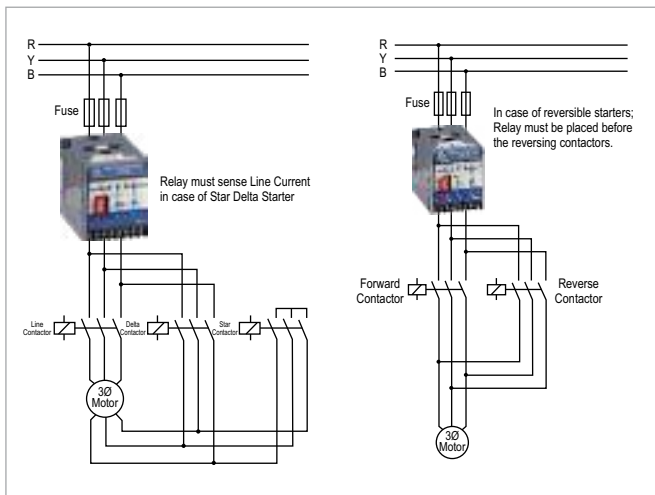 R
Y
B
Fuse
Relay must sense Line Current
in case of Star Delta Starter
Line
Contactor
Delta
Contactor
Star
Contactor
3Ø
Motor
R
Y
B
Fuse
In case of reversible starters;
Relay must be placed before
the reversing contactors.
Forward
Contactor
Reverse
Contactor
3Ø
Motor